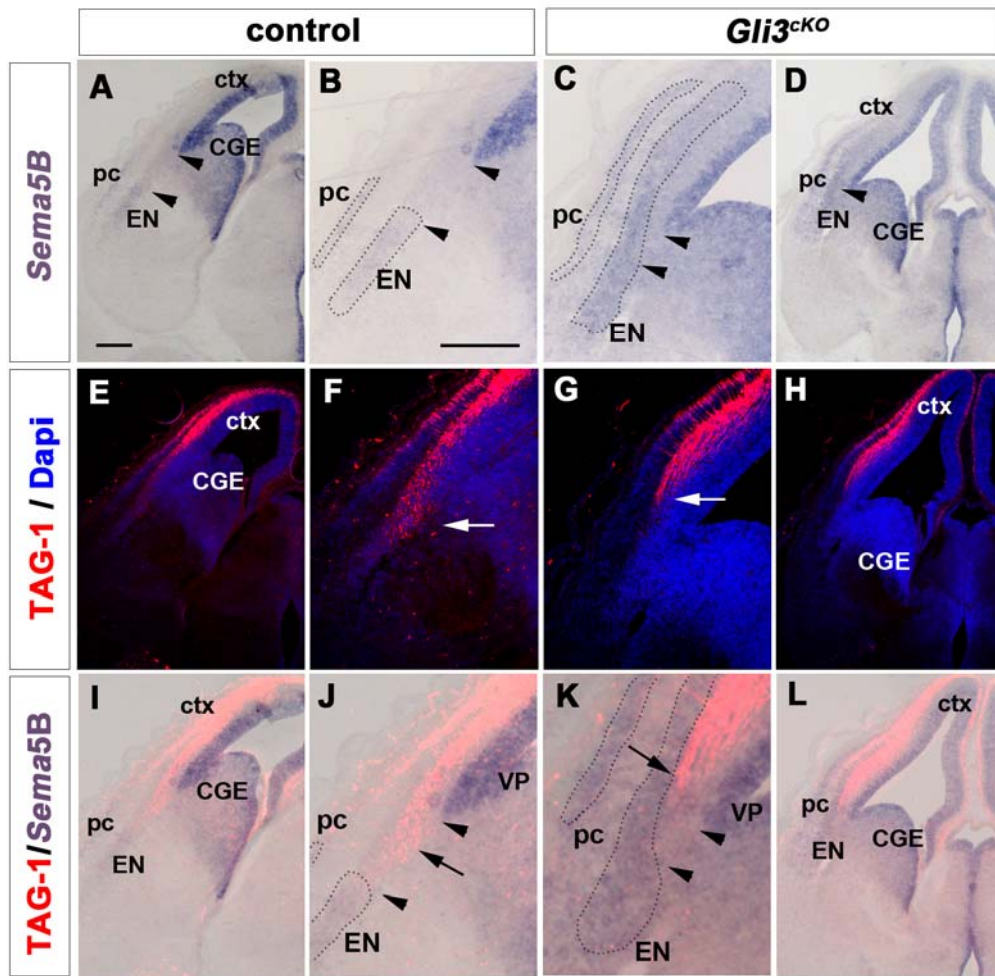 control
Gli3cKO
Sema5B
A
ctx
CGE
pc
EN
B
pc
EN
C
pc
EN
D
ctx
pc
EN
CGE
TAG-1 / Dapi
E
ctx
CGE
F
G
H
ctx
CGE
TAG-1/Sema5B
I
ctx
CGE
pc
EN
J
VP
pc
EN
K
VP
pc
EN
L
ctx
pc
EN
CGE